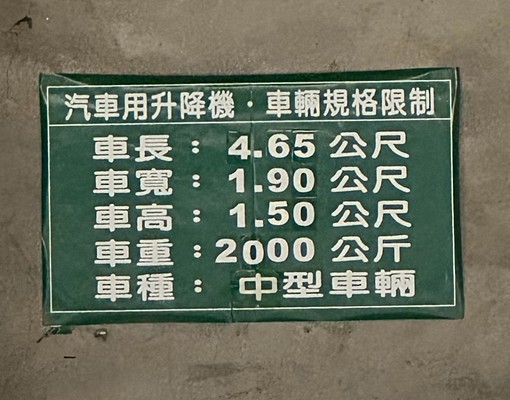 汽車用升降機・車輛規格限制
車長：4.65 公尺
車寬：1.90 公尺
車高：1.50 公尺
車重：2000 公斤
車種：中型車輛